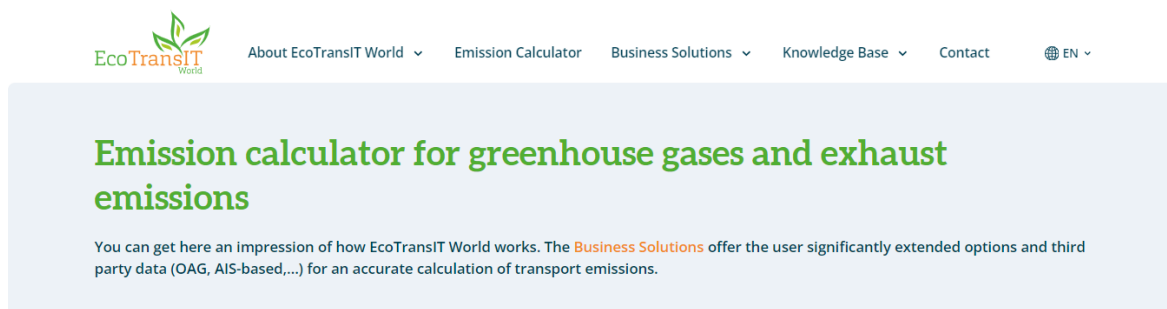 EcoTransIT
World
About EcoTransIT World
Emission Calculator
Business Solutions
Knowledge Base
Contact
EN
Emission calculator for greenhouse gases and exhaust
emissions
You can get here an impression of how EcoTransIT World works. The Business Solutions offer the user significantly extended options and third
party data (OAG, AIS-based,...) for an accurate calculation of transport emissions.